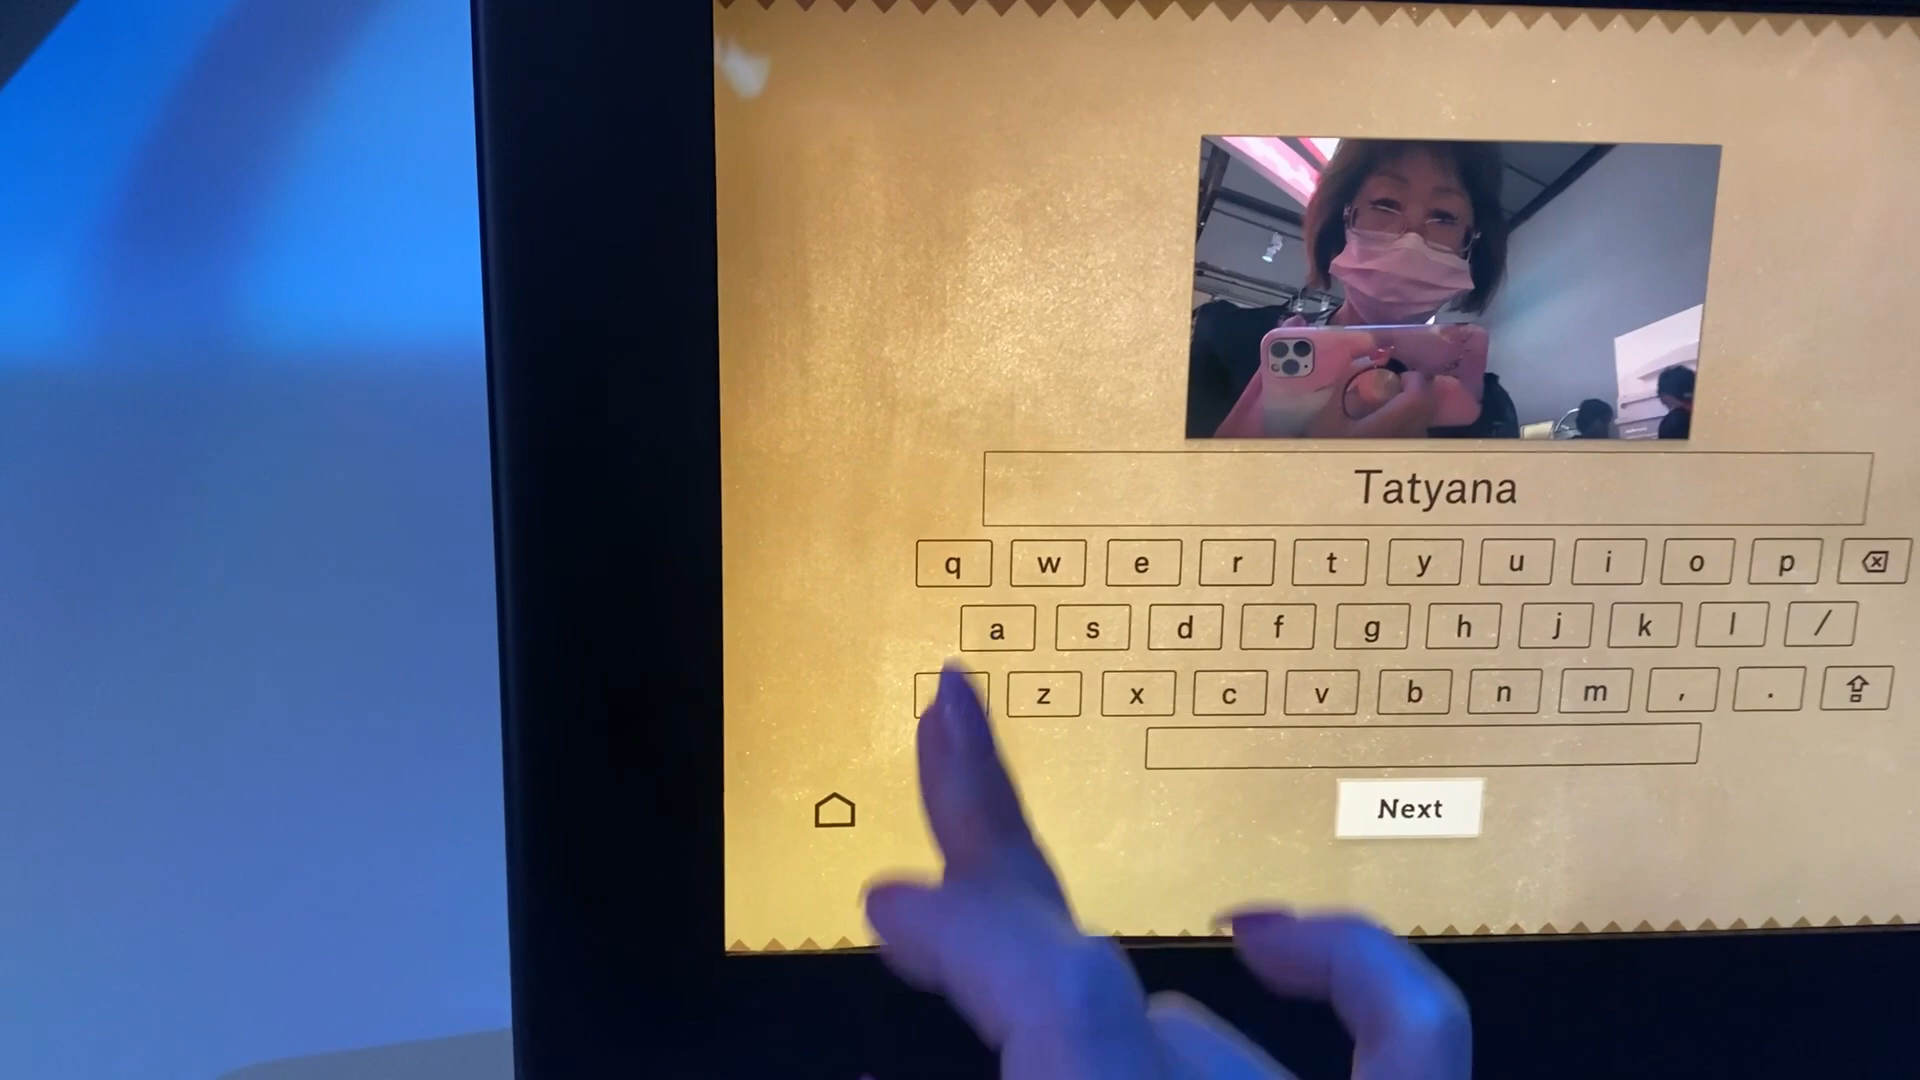 Tatyana
q w e r t y u i o p
a s d f g h j k l /
z x c v b n m , .
Next